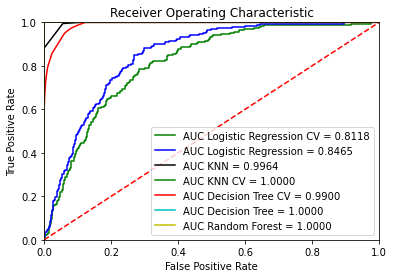 Receiver Operating Characteristic
True Positive Rate
1.0
0.8
0.6
0.4
0.2
0.0
AUC Logistic Regression CV = 0.8118
AUC Logistic Regression = 0.8465
AUC KNN = 0.9964
AUC KNN CV = 1.0000
AUC Decision Tree CV = 0.9900
AUC Decision Tree = 1.0000
AUC Random Forest = 1.0000
0.0 0.2 0.4 0.6 0.8 1.0
False Positive Rate